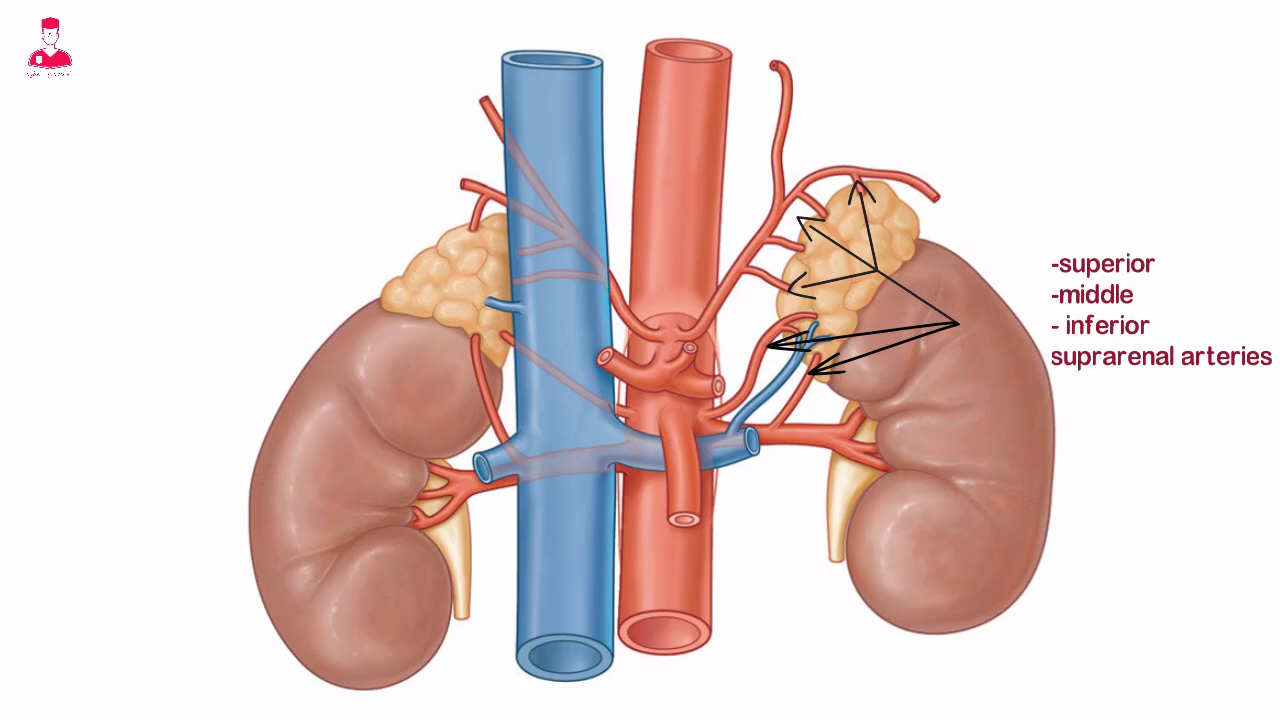 -superior
-middle
- inferior
suprarenal arteries